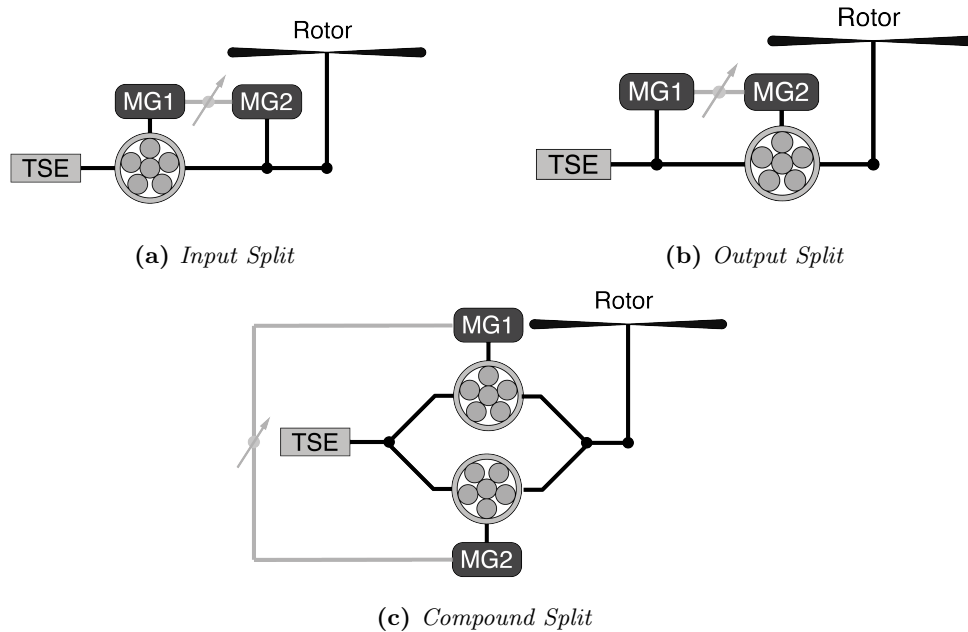 Rotor
MG1 MG2
TSE
(a) Input Split
Rotor
MG1 MG2
TSE
(b) Output Split
Rotor
MG1
TSE
MG2
(c) Compound Split